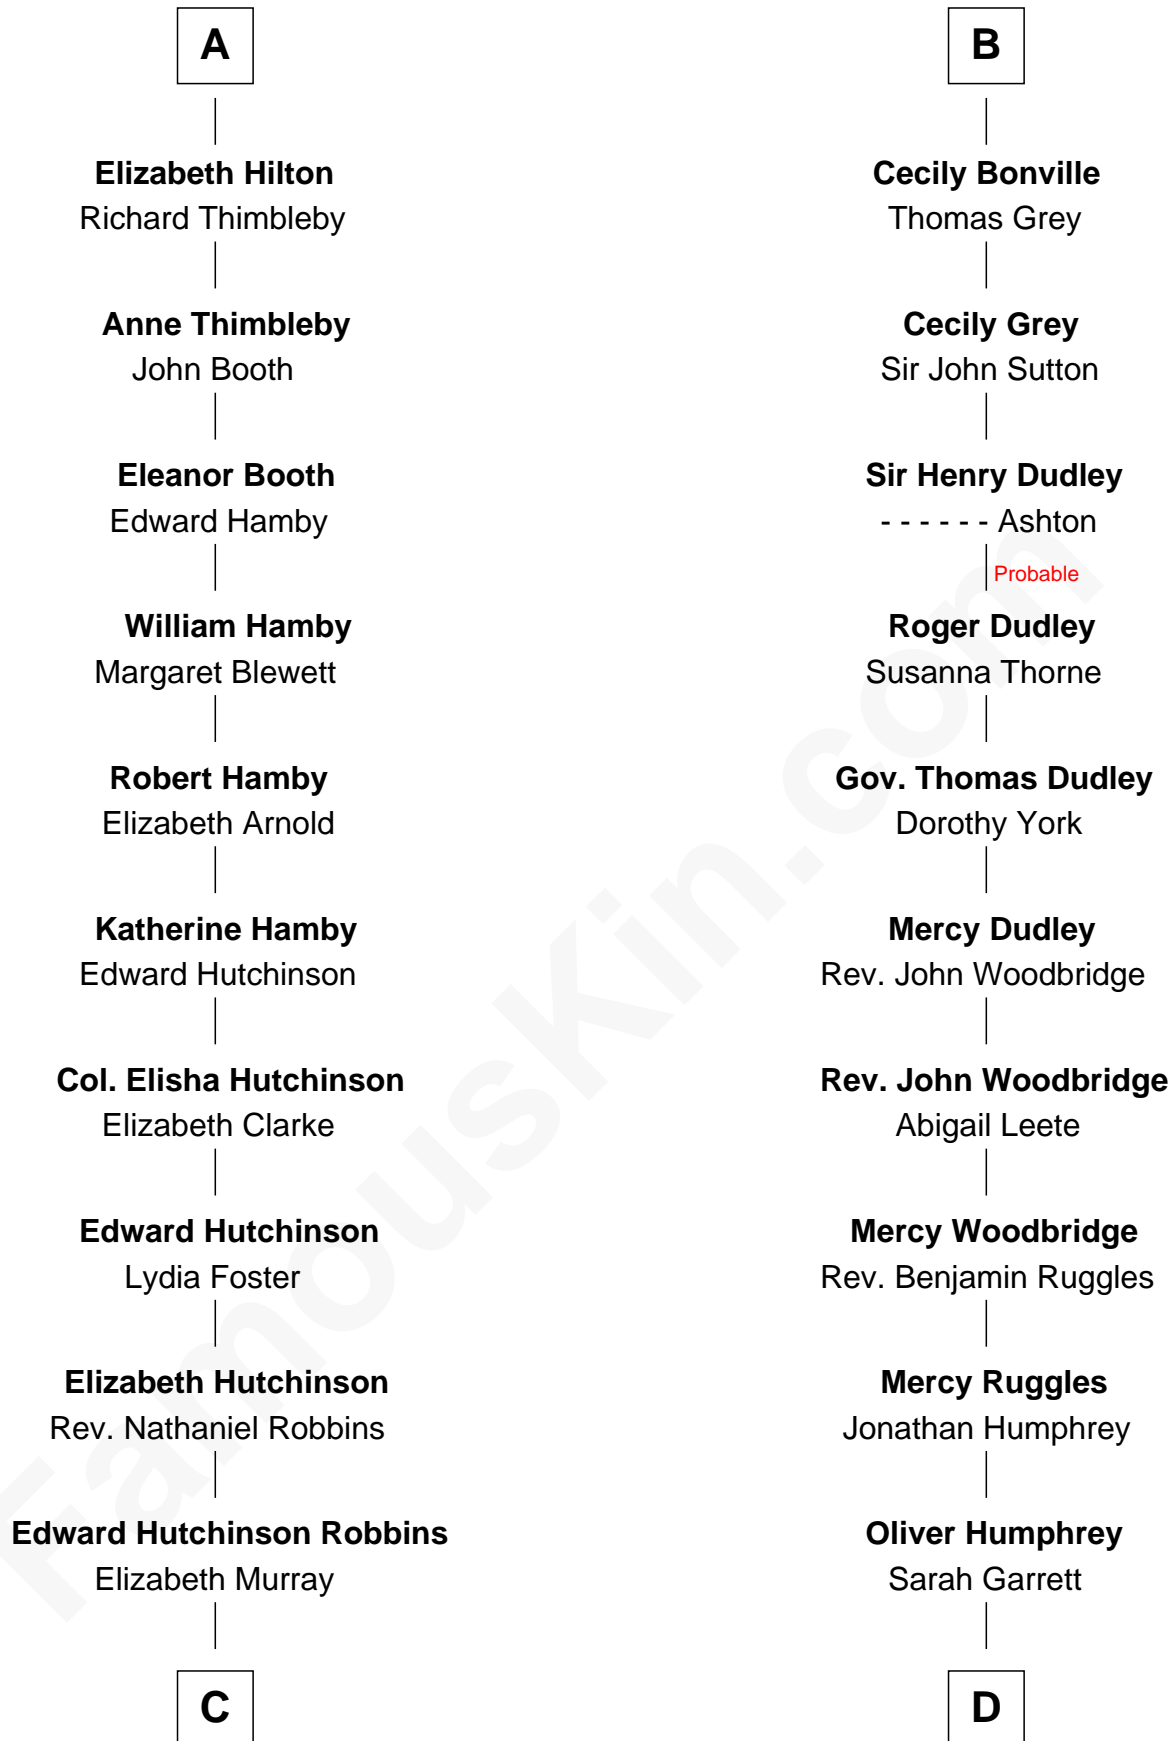 A
Elizabeth Hilton
Richard Thimbleby
Anne Thimbleby
John Booth
Eleanor Booth
Edward Hamby
William Hamby
Margaret Blewett
Robert Hamby
Elizabeth Arnold
Katherine Hamby
Edward Hutchinson
Col. Elisha Hutchinson
Elizabeth Clarke
Edward Hutchinson
Lydia Foster
Elizabeth Hutchinson
Rev. Nathaniel Robbins
Edward Hutchinson Robbins
Elizabeth Murray
C
B
Cecily Bonville
Thomas Grey
Cecily Grey
Sir John Sutton
Sir Henry Dudley
- - - - - - Ashton
Probable
Roger Dudley
Susanna Thorne
Gov. Thomas Dudley
Dorothy York
Mercy Dudley
Rev. John Woodbridge
Rev. John Woodbridge
Abigail Leete
Mercy Woodbridge
Rev. Benjamin Ruggles
Mercy Ruggles
Jonathan Humphrey
Oliver Humphrey
Sarah Garrett
D
FamousKin.com